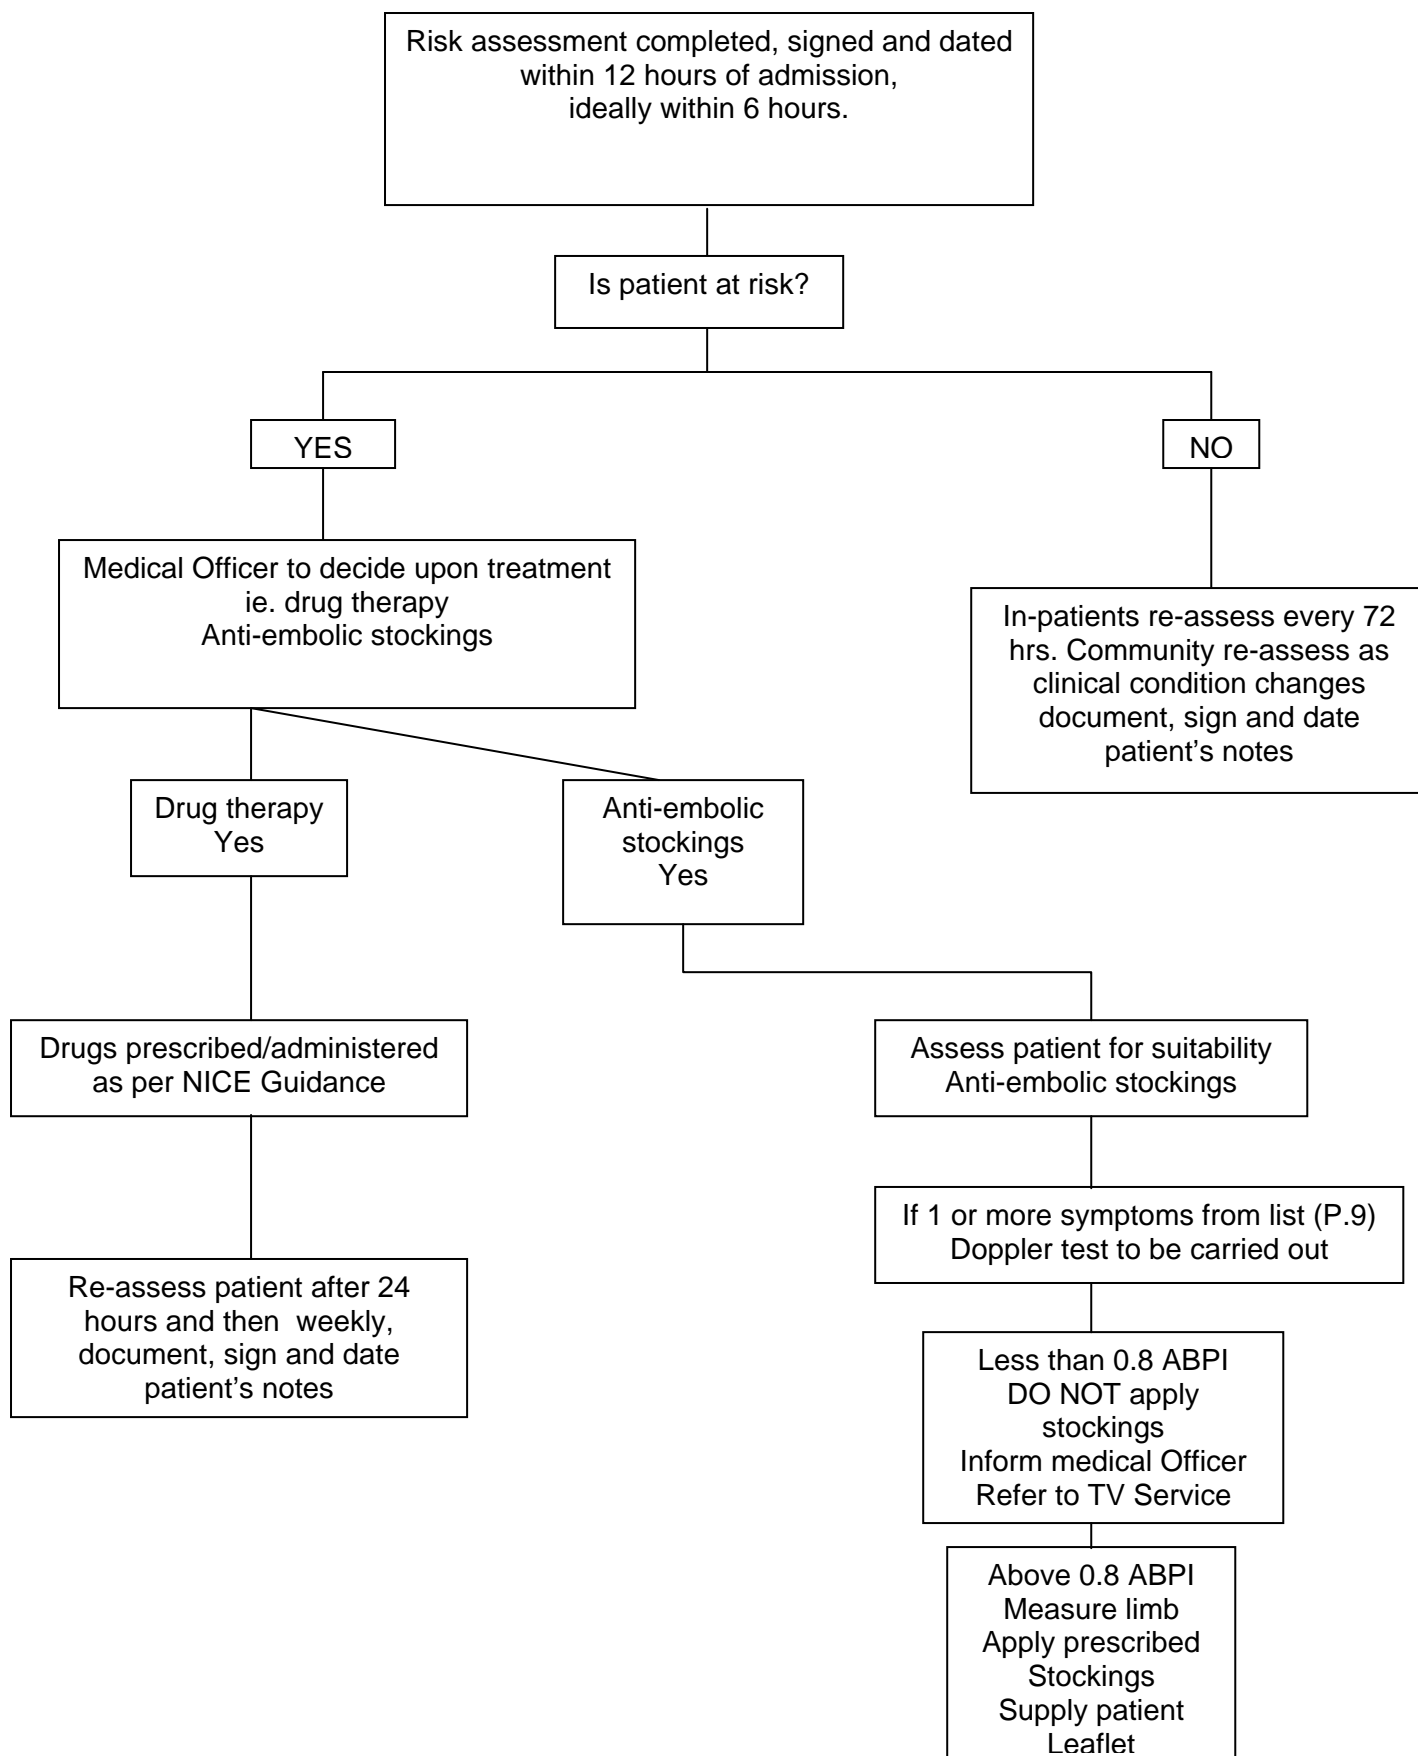 Risk assessment completed, signed and dated
within 12 hours of admission,
ideally within 6 hours.
Is patient at risk?
YES
NO
Medical Officer to decide upon treatment
ie. drug therapy
Anti-embolic stockings
In-patients re-assess every 72
hrs. Community re-assess as
clinical condition changes
document, sign and date
patient's notes
Drug therapy
Yes
Anti-embolic
stockings
Yes
Drugs prescribed/administered
as per NICE Guidance
Assess patient for suitability
Anti-embolic stockings
If 1 or more symptoms from list (P.9)
Doppler test to be carried out
Re-assess patient after 24
hours and then  weekly,
document, sign and date
patient's notes
Less than 0.8 ABPI
DO NOT apply
stockings
Inform medical Officer
Refer to TV Service
Above 0.8 ABPI
Measure limb
Apply prescribed
Stockings
Supply patient
Leaflet